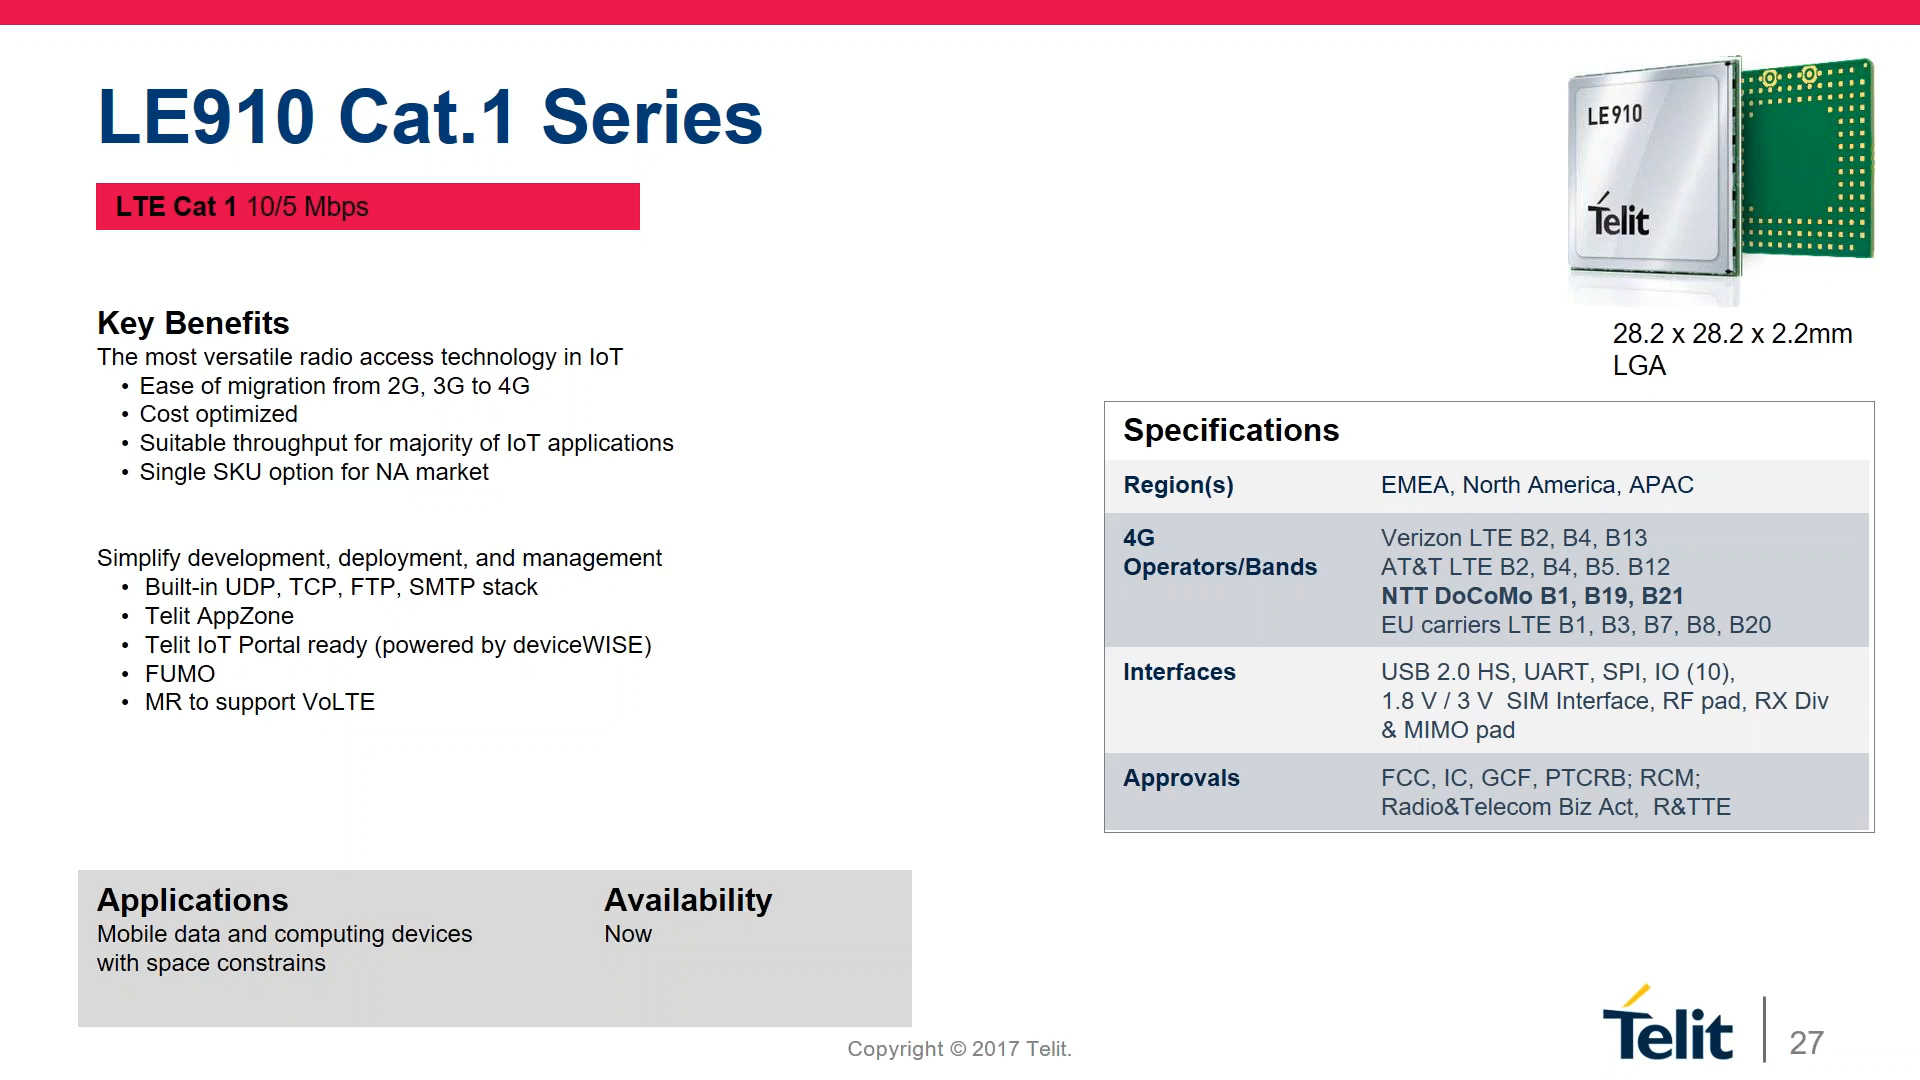 LE910 Cat.1 Series
LTE Cat 1 10/5 Mbps
LE910
Telit
28.2 x 28.2 x 2.2mm
LGA
Key Benefits
The most versatile radio access technology in IoT
• Ease of migration from 2G, 3G to 4G
• Cost optimized
• Suitable throughput for majority of IoT applications
• Single SKU option for NA market
Simplify development, deployment, and management
• Built-in UDP, TCP, FTP, SMTP stack
• Telit AppZone
• Telit IoT Portal ready (powered by deviceWISE)
• FUMO
• MR to support VoLTE
Specifications
Region(s) EMEA, North America, APAC
4G Verizon LTE B2, B4, B13
Operators/Bands AT&T LTE B2, B4, B5. B12
NTT DoCoMo B1, B19, B21
EU carriers LTE B1, B3, B7, B8, B20
Interfaces USB 2.0 HS, UART, SPI, IO (10),
1.8 V / 3 V SIM Interface, RF pad, RX Div
& MIMO pad
Approvals FCC, IC, GCF, PTCRB; RCM;
Radio&Telecom Biz Act, R&TTE
Applications
Mobile data and computing devices
with space constrains
Availability
Now
Copyright © 2017 Telit.
Telit
27